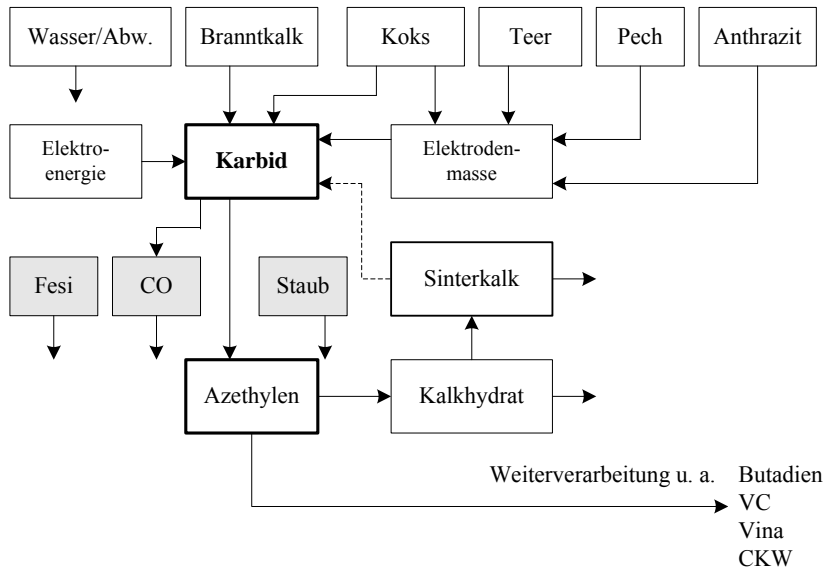 Wasser/Abw.
Branntkalk
Koks
Teer
Pech
Anthrazit
Elektro-
energie
Karbid
Elektroden-
masse
Fesi
CO
Staub
Sinterkalk
Azethylen
Kalkhydrat
Weiterverarbeitung u. a. Butadien
VC
Vina
CKW